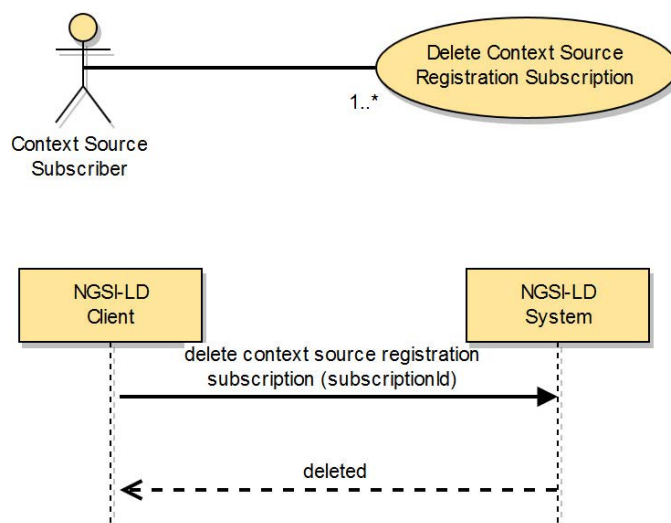 Delete Context Source
Registration Subscription
1..*
Context Source
Subscriber
NGSI-LD
Client
NGSI-LD
System
delete context source registration
subscription (subscriptionId)
deleted